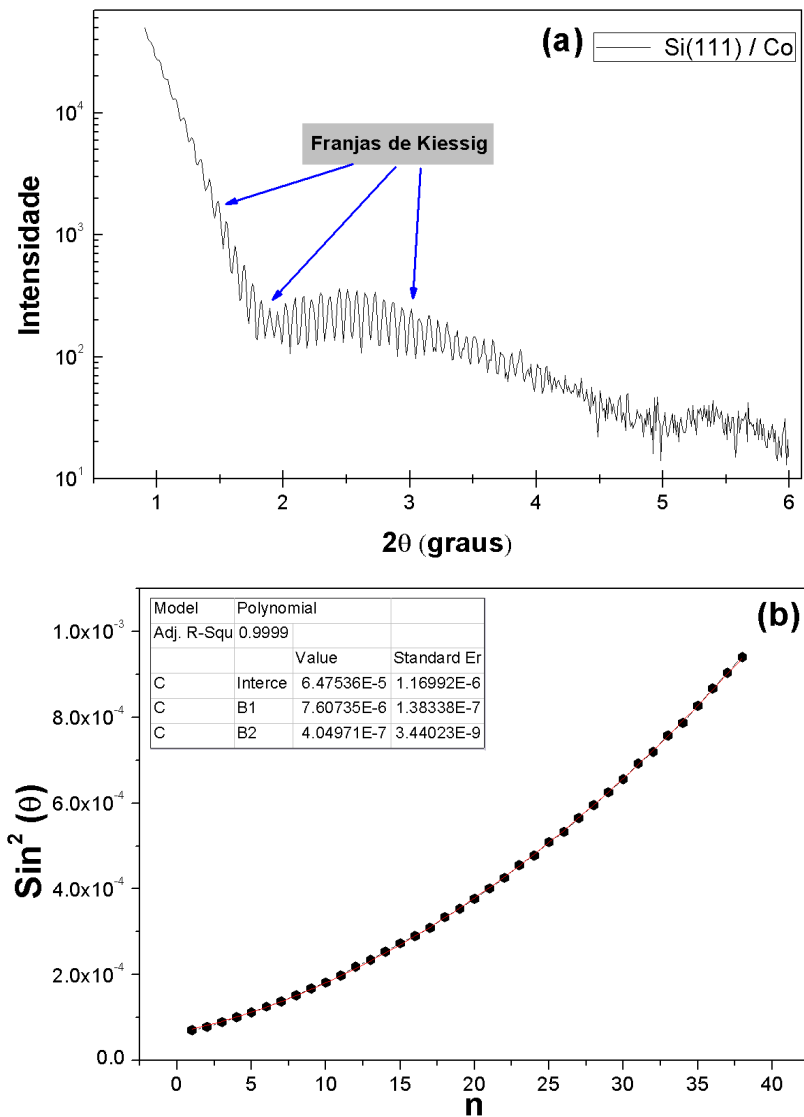 (a)
Si(111) / Co
Franjas de Kiessig
Intensidade
10^4
10^3
10^2
10^1
1 2 3 4 5 6
2θ (graus)
(b)
Model Polynomial
Adj. R-Squ 0.9999
Value Standard Er
C Interce 6.47536E-5 1.16992E-6
C B1 7.60735E-6 1.38338E-7
C B2 4.04971E-7 3.44023E-9
Sin² (θ)
1.0x10^-3
8.0x10^-4
6.0x10^-4
4.0x10^-4
2.0x10^-4
0.0
0 5 10 15 20 25 30 35 40
n